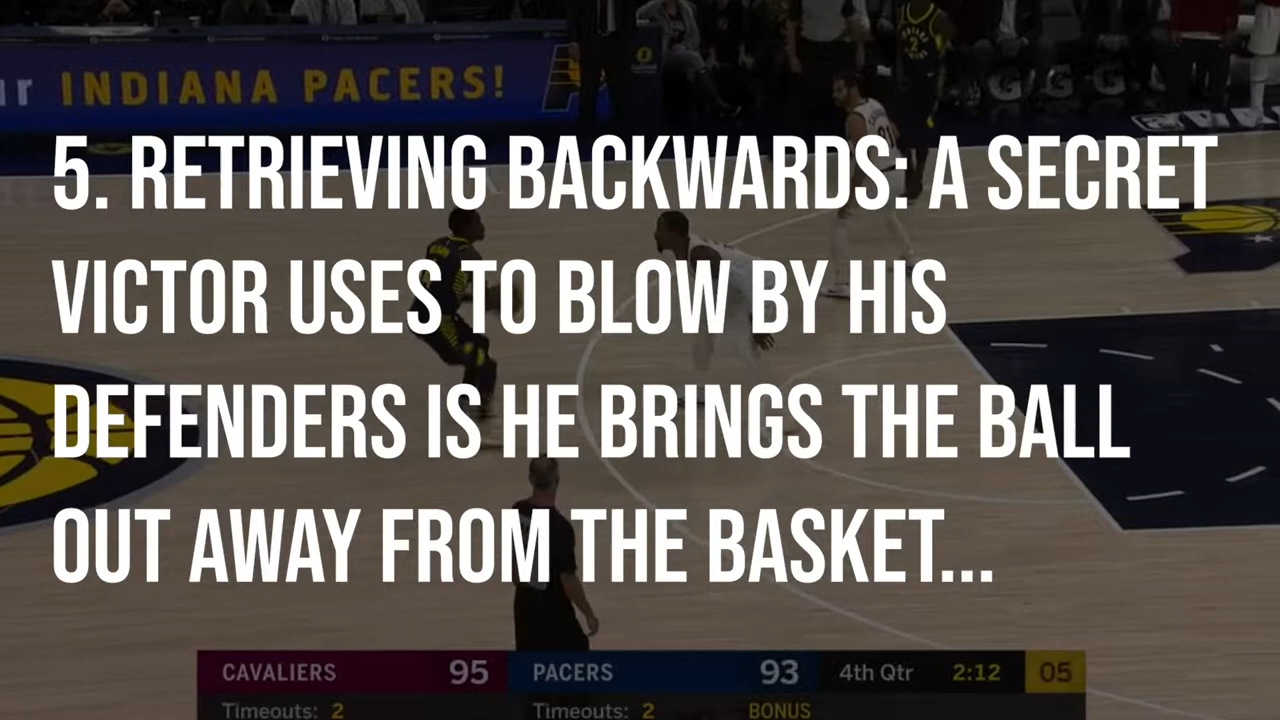 ur INDIANA PACERS!
5. RETRIEVING BACKWARDS: A SECRET
VICTOR USES TO BLOW BY HIS
DEFENDERS IS HE BRINGS THE BALL
OUT AWAY FROM THE BASKET...
CAVALIERS 95 PACERS 93 4th Qtr 2:12 05
Timeouts: 2 Timeouts: 2 BONUS